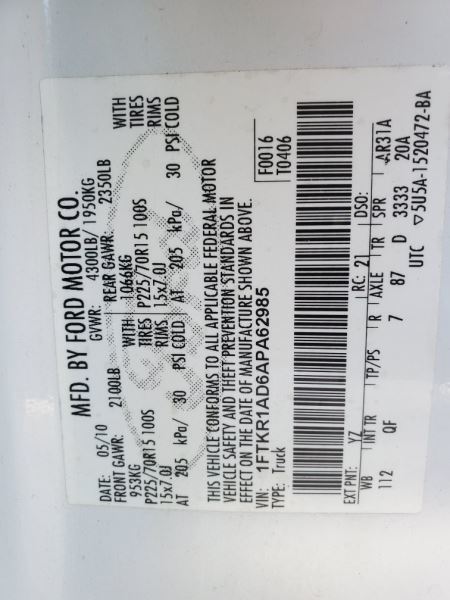 MFD. BY FORD MOTOR CO.
DATE: 05/10 GVWR: 4300LB/ 1950KG
FRONT GAWR: 2100LB REAR GAWR: 2350LB
953KG WITH 1066KG WITH
P225/70R15 100S TIRES P225/70R15 100S TIRES
15x7.0J RIMS 15x7.0J RIMS
AT 205 kPa/ 30 PSI COLD AT 205 kPa/ 30 PSI COLD
THIS VEHICLE CONFORMS TO ALL APPLICABLE FEDERAL MOTOR
VEHICLE SAFETY AND THEFT PREVENTION STANDARDS IN
EFFECT ON THE DATE OF MANUFACTURE SHOWN ABOVE.
VIN: 1FTKR1AD6APA62985 F0016
TYPE: Truck T0406
EXT PNT: YZ RC: 21 DSO:
WB INT TR TP/PS R AXLE TR SPR AR31A
112 QF 7 87 D 3333 20A
UTC ▽5U5A-1520472-BA